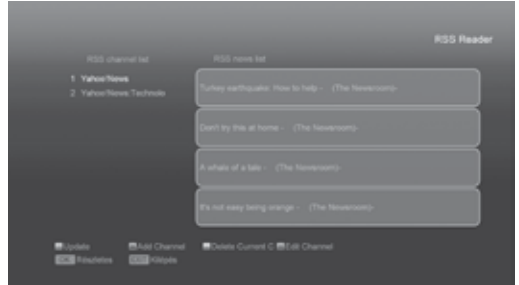 RSS Reader
RSS channel list RSS news list
1 Yahoo!News
2 Yahoo!News:Technolo
Turkey earthquake: How to help - (The Newsroom)-
Don't try this at home - (The Newsroom)-
A whale of a tale - (The Newsroom)-
It's not easy being orange - (The Newsroom)-
Update Add Channel Delete Current C Edit Channel
OK Részletes EXIT Kilépés